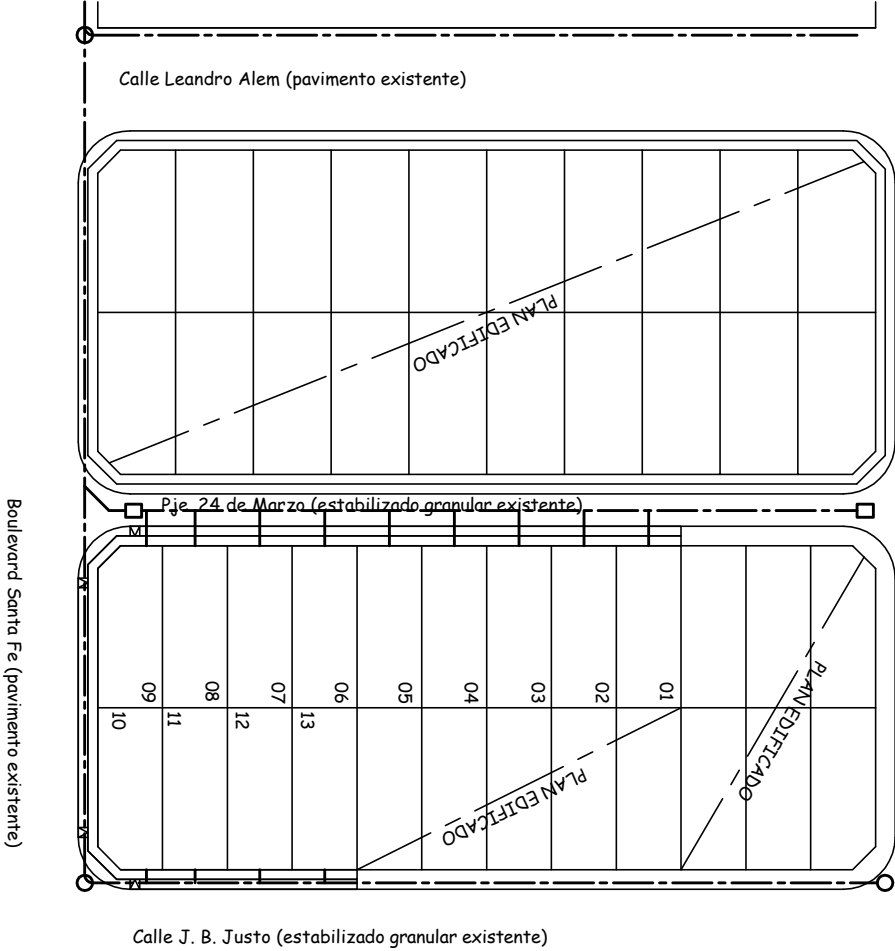 Calle Leandro Alem (pavimento existente)
PLAN EDIFICADO
Pje. 24 de Marzo (estabilizado granular existente)
M
M
Boulevard Santa Fe (pavimento existente)
09
08
07
06
05
04
03
02
01
10
11
12
13
PLAN EDIFICADO
PLAN EDIFICADO
M
M
Calle J. B. Justo (estabilizado granular existente)